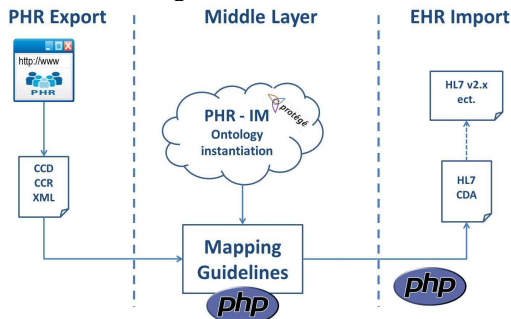 PHR Export
Middle Layer
EHR Import
http://www
PHR
PHR - IM
Ontology
instantiation
protégé
HL7 v2.x
ect.
CCD
CCR
XML
HL7
CDA
Mapping
Guidelines
php
php